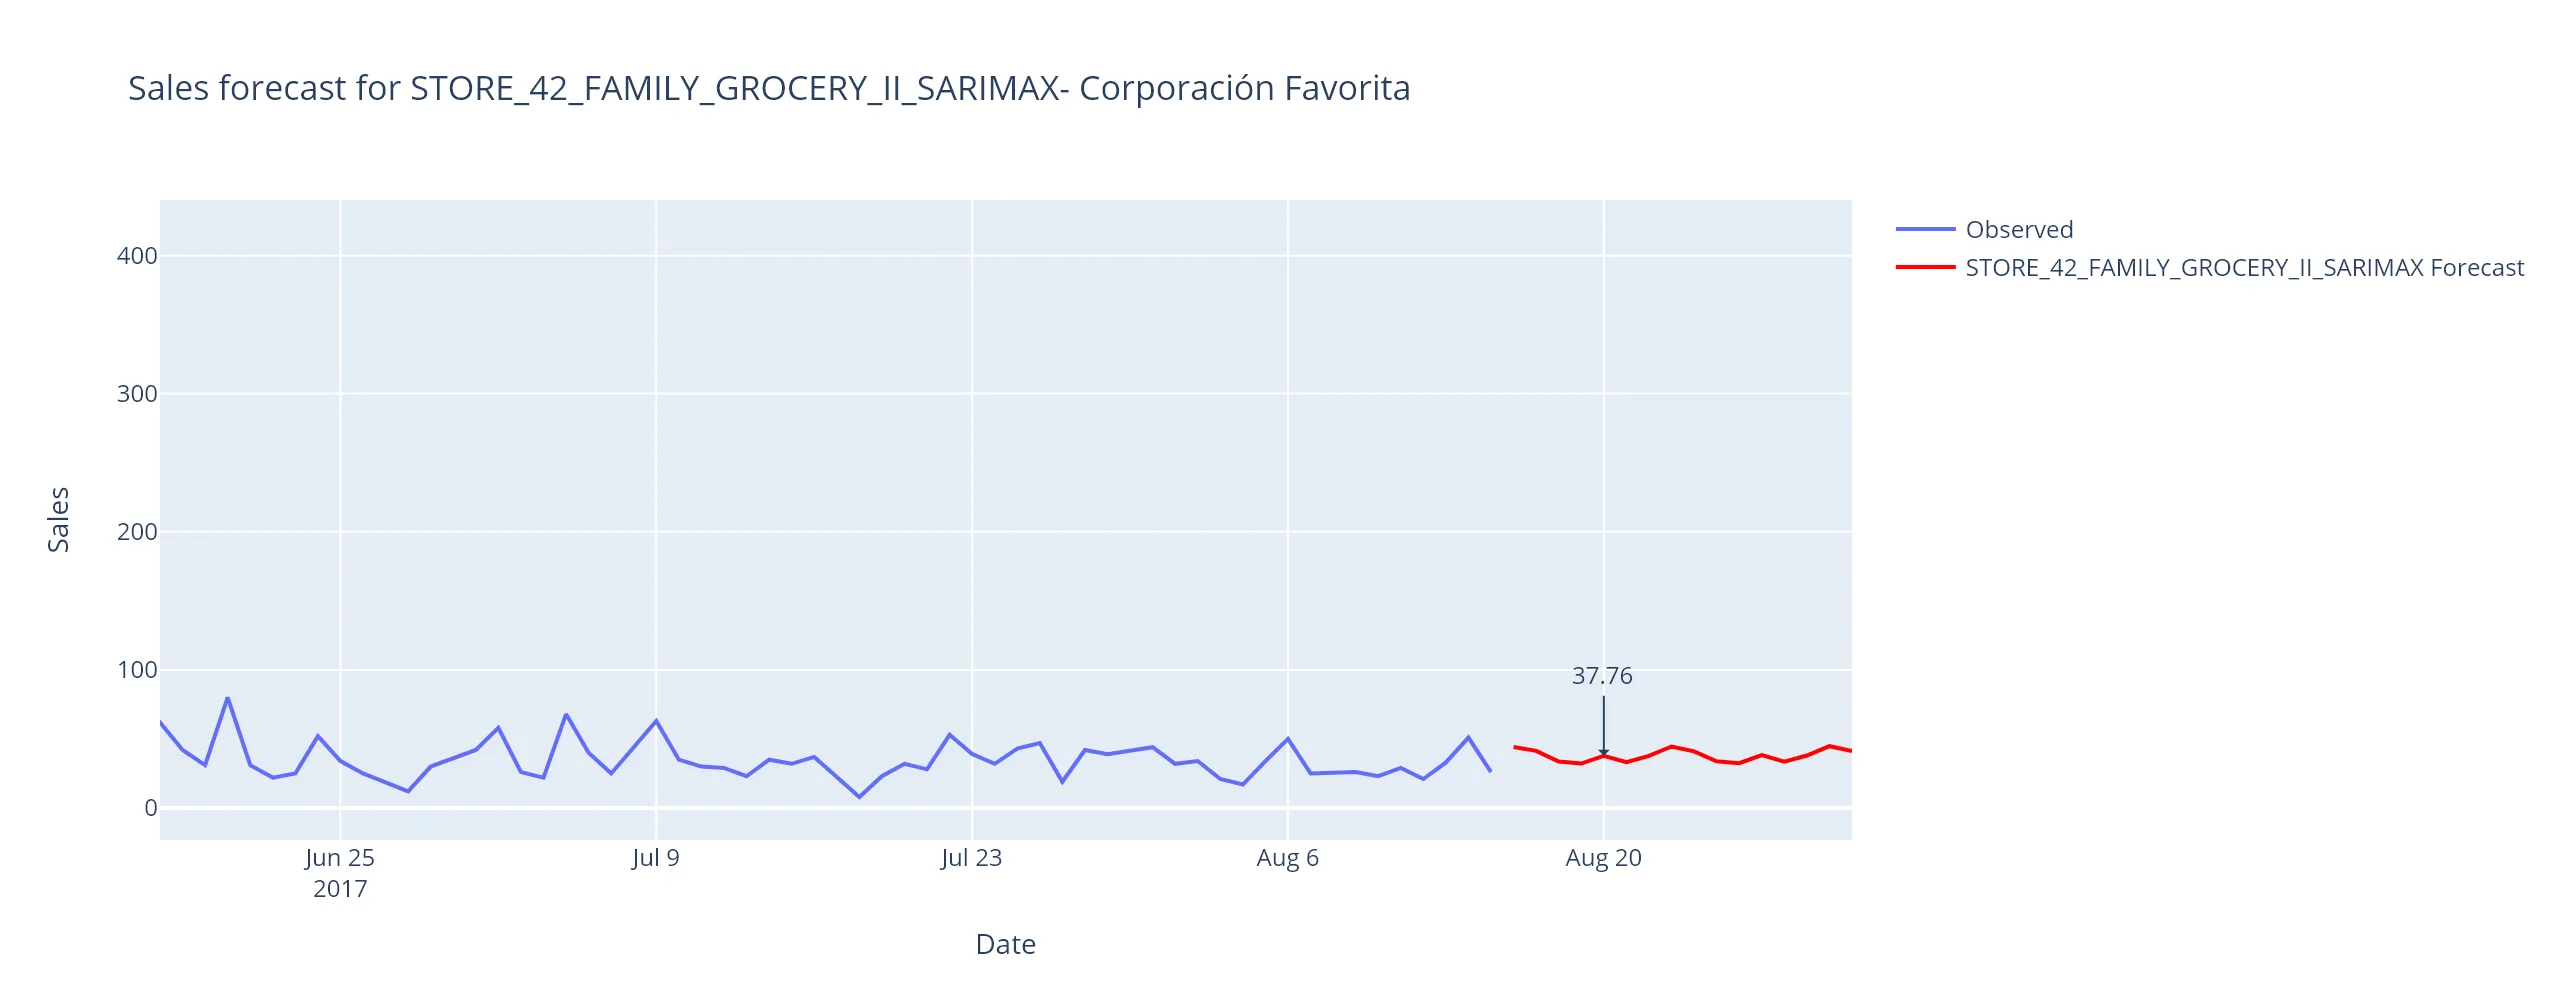 Sales forecast for STORE_42_FAMILY_GROCERY_II_SARIMAX- Corporación Favorita
Observed
STORE_42_FAMILY_GROCERY_II_SARIMAX Forecast
400
300
200
100
0
Sales
37.76
Jun 25
2017
Jul 9
Jul 23
Aug 6
Aug 20
Date